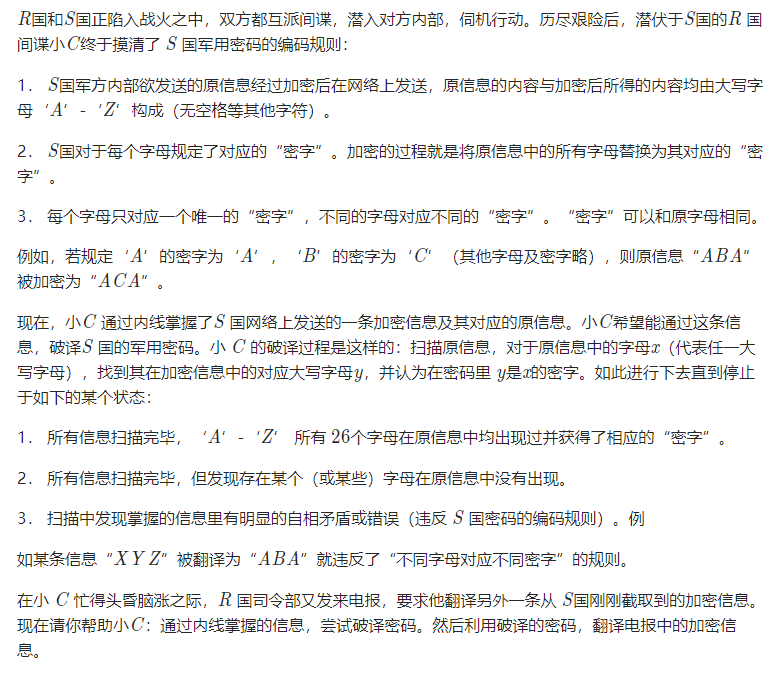 R国和S国正陷入战火之中，双方都互派间谍，潜入对方内部，伺机行动。历尽艰险后，潜伏于S国的R 国
间谍小C终于摸清了 S 国军用密码的编码规则：
1． S国军方内部欲发送的原信息经过加密后在网络上发送，原信息的内容与加密后所得的内容均由大写字
母‘A’-‘Z’构成（无空格等其他字符）。
2． S国对于每个字母规定了对应的“密字”。加密的过程就是将原信息中的所有字母替换为其对应的“密
字”。
3． 每个字母只对应一个唯一的“密字”，不同的字母对应不同的“密字”。“密字”可以和原字母相同。
例如，若规定‘A’的密字为‘A’，‘B’的密字为‘C’（其他字母及密字略），则原信息“ABA”
被加密为“ACA”。
现在，小C 通过内线掌握了S 国网络上发送的一条加密信息及其对应的原信息。小C希望能通过这条信
息，破译S 国的军用密码。小 C 的破译过程是这样的：扫描原信息，对于原信息中的字母x（代表任一大
写字母），找到其在加密信息中的对应大写字母y，并认为在密码里 y是x的密字。如此进行下去直到停止
于如下的某个状态：
1． 所有信息扫描完毕，‘A’-‘Z’ 所有 26个字母在原信息中均出现过并获得了相应的“密字”。
2． 所有信息扫描完毕，但发现存在某个（或某些）字母在原信息中没有出现。
3． 扫描中发现掌握的信息里有明显的自相矛盾或错误（违反 S 国密码的编码规则）。例
如某条信息“XYZ”被翻译为“ABA”就违反了“不同字母对应不同密字”的规则。
在小 C 忙得头昏脑涨之际，R 国司令部又发来电报，要求他翻译另外一条从 S国刚刚截取到的加密信息。
现在请你帮助小C：通过内线掌握的信息，尝试破译密码。然后利用破译的密码，翻译电报中的加密信
息。